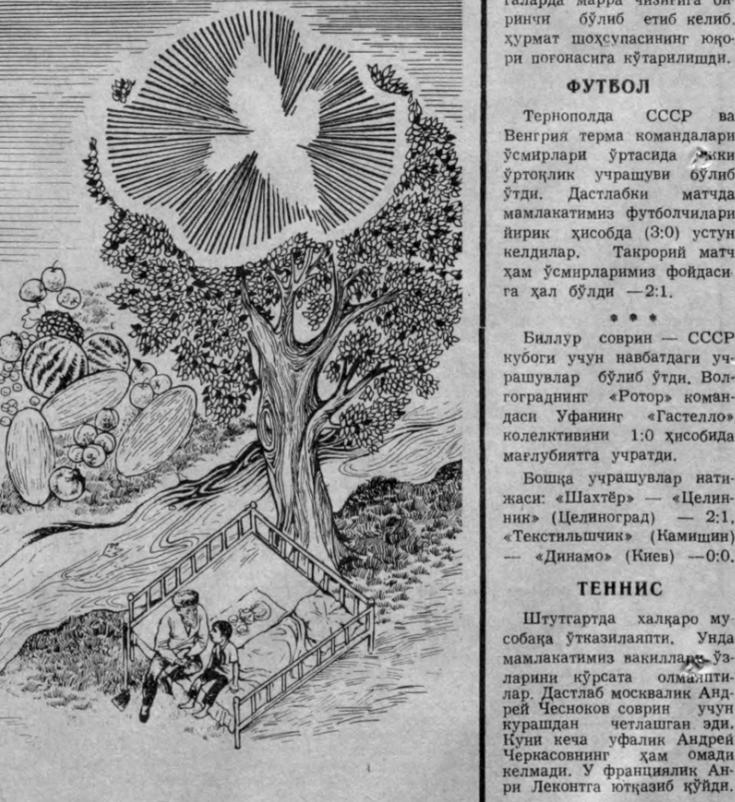 галарда марра чизиғига би-
ринчи бўлиб етиб келиб,
ҳурмат шоҳсупасининг юқо-
ри поғонасига кўтарилишди.
ФУТБОЛ
Тернополда СССР ва
Венгрия терма командалари
ўсмирлари ўртасида икки
ўртоқлик учрашуви бўлиб
ўтди. Дастлабки матчда
мамлакатимиз футболчилари
йирик ҳисобда (3:0) устун
келдилар. Такрорий матч
ҳам ўсмирларимиз фойдаси
га ҳал бўлди —2:1.
* * *
Биллур соврин — СССР
кубоги учун навбатдаги уч-
рашувлар бўлиб ўтди. Вол-
гограднинг «Ротор» коман-
даси Уфанинг «Гастелло»
колелктивини 1:0 ҳисобида
мағлубиятга учратди.
Бошқа учрашувлар нати-
жаси: «Шахтёр» — «Целин-
ник» (Целиноград) — 2:1,
«Текстильшчик» (Камишин)
— «Динамо» (Киев) —0:0.
ТЕННИС
Штутгартда халқаро му-
собақа ўтказилаяпти. Унда
мамлакатимиз вакиллари ўз-
ларини кўрсата олмаяпти-
лар. Дастлаб москвалик Анд-
рей Чесноков соврин учун
курашдан четлашган эди.
Куни кеча уфалик Андрей
Черкасовнинг ҳам омади
келмади. У франциялик Ан-
ри Леконтга ютқазиб қўйди.